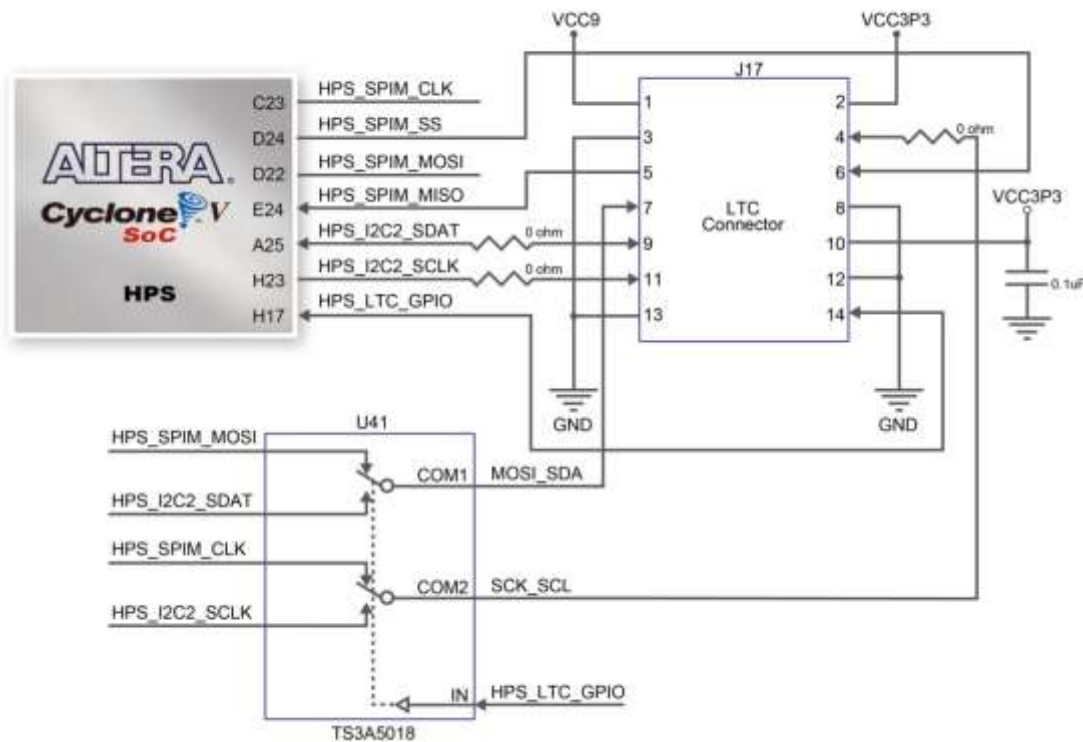 VCC9
VCC3P3
J17
HPS_SPIM_CLK
C23
1
2
HPS_SPIM_SS
D24
3
4
0 ohm
ALTERA.
HPS_SPIM_MOSI
D22
5
6
Cyclone V
SoC
HPS_SPIM_MISO
E24
7
LTC
Connector
8
VCC3P3
HPS_I2C2_SDAT
A25
0 ohm
9
10
HPS_I2C2_SCLK
H23
0 ohm
11
12
0.1uF
HPS
HPS_LTC_GPIO
H17
13
14
GND
GND
U41
HPS_SPIM_MOSI
COM1
MOSI_SDA
HPS_I2C2_SDAT
HPS_SPIM_CLK
COM2
SCK_SCL
HPS_I2C2_SCLK
IN
HPS_LTC_GPIO
TS3A5018